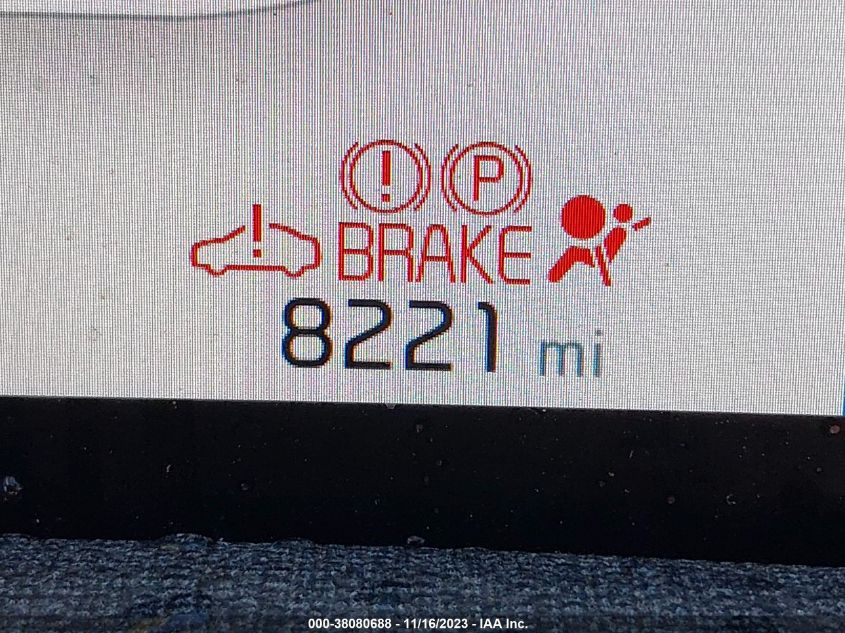 ! P
! BRAKE
8221 mi
000-38080688 - 11/16/2023 - IAA Inc.